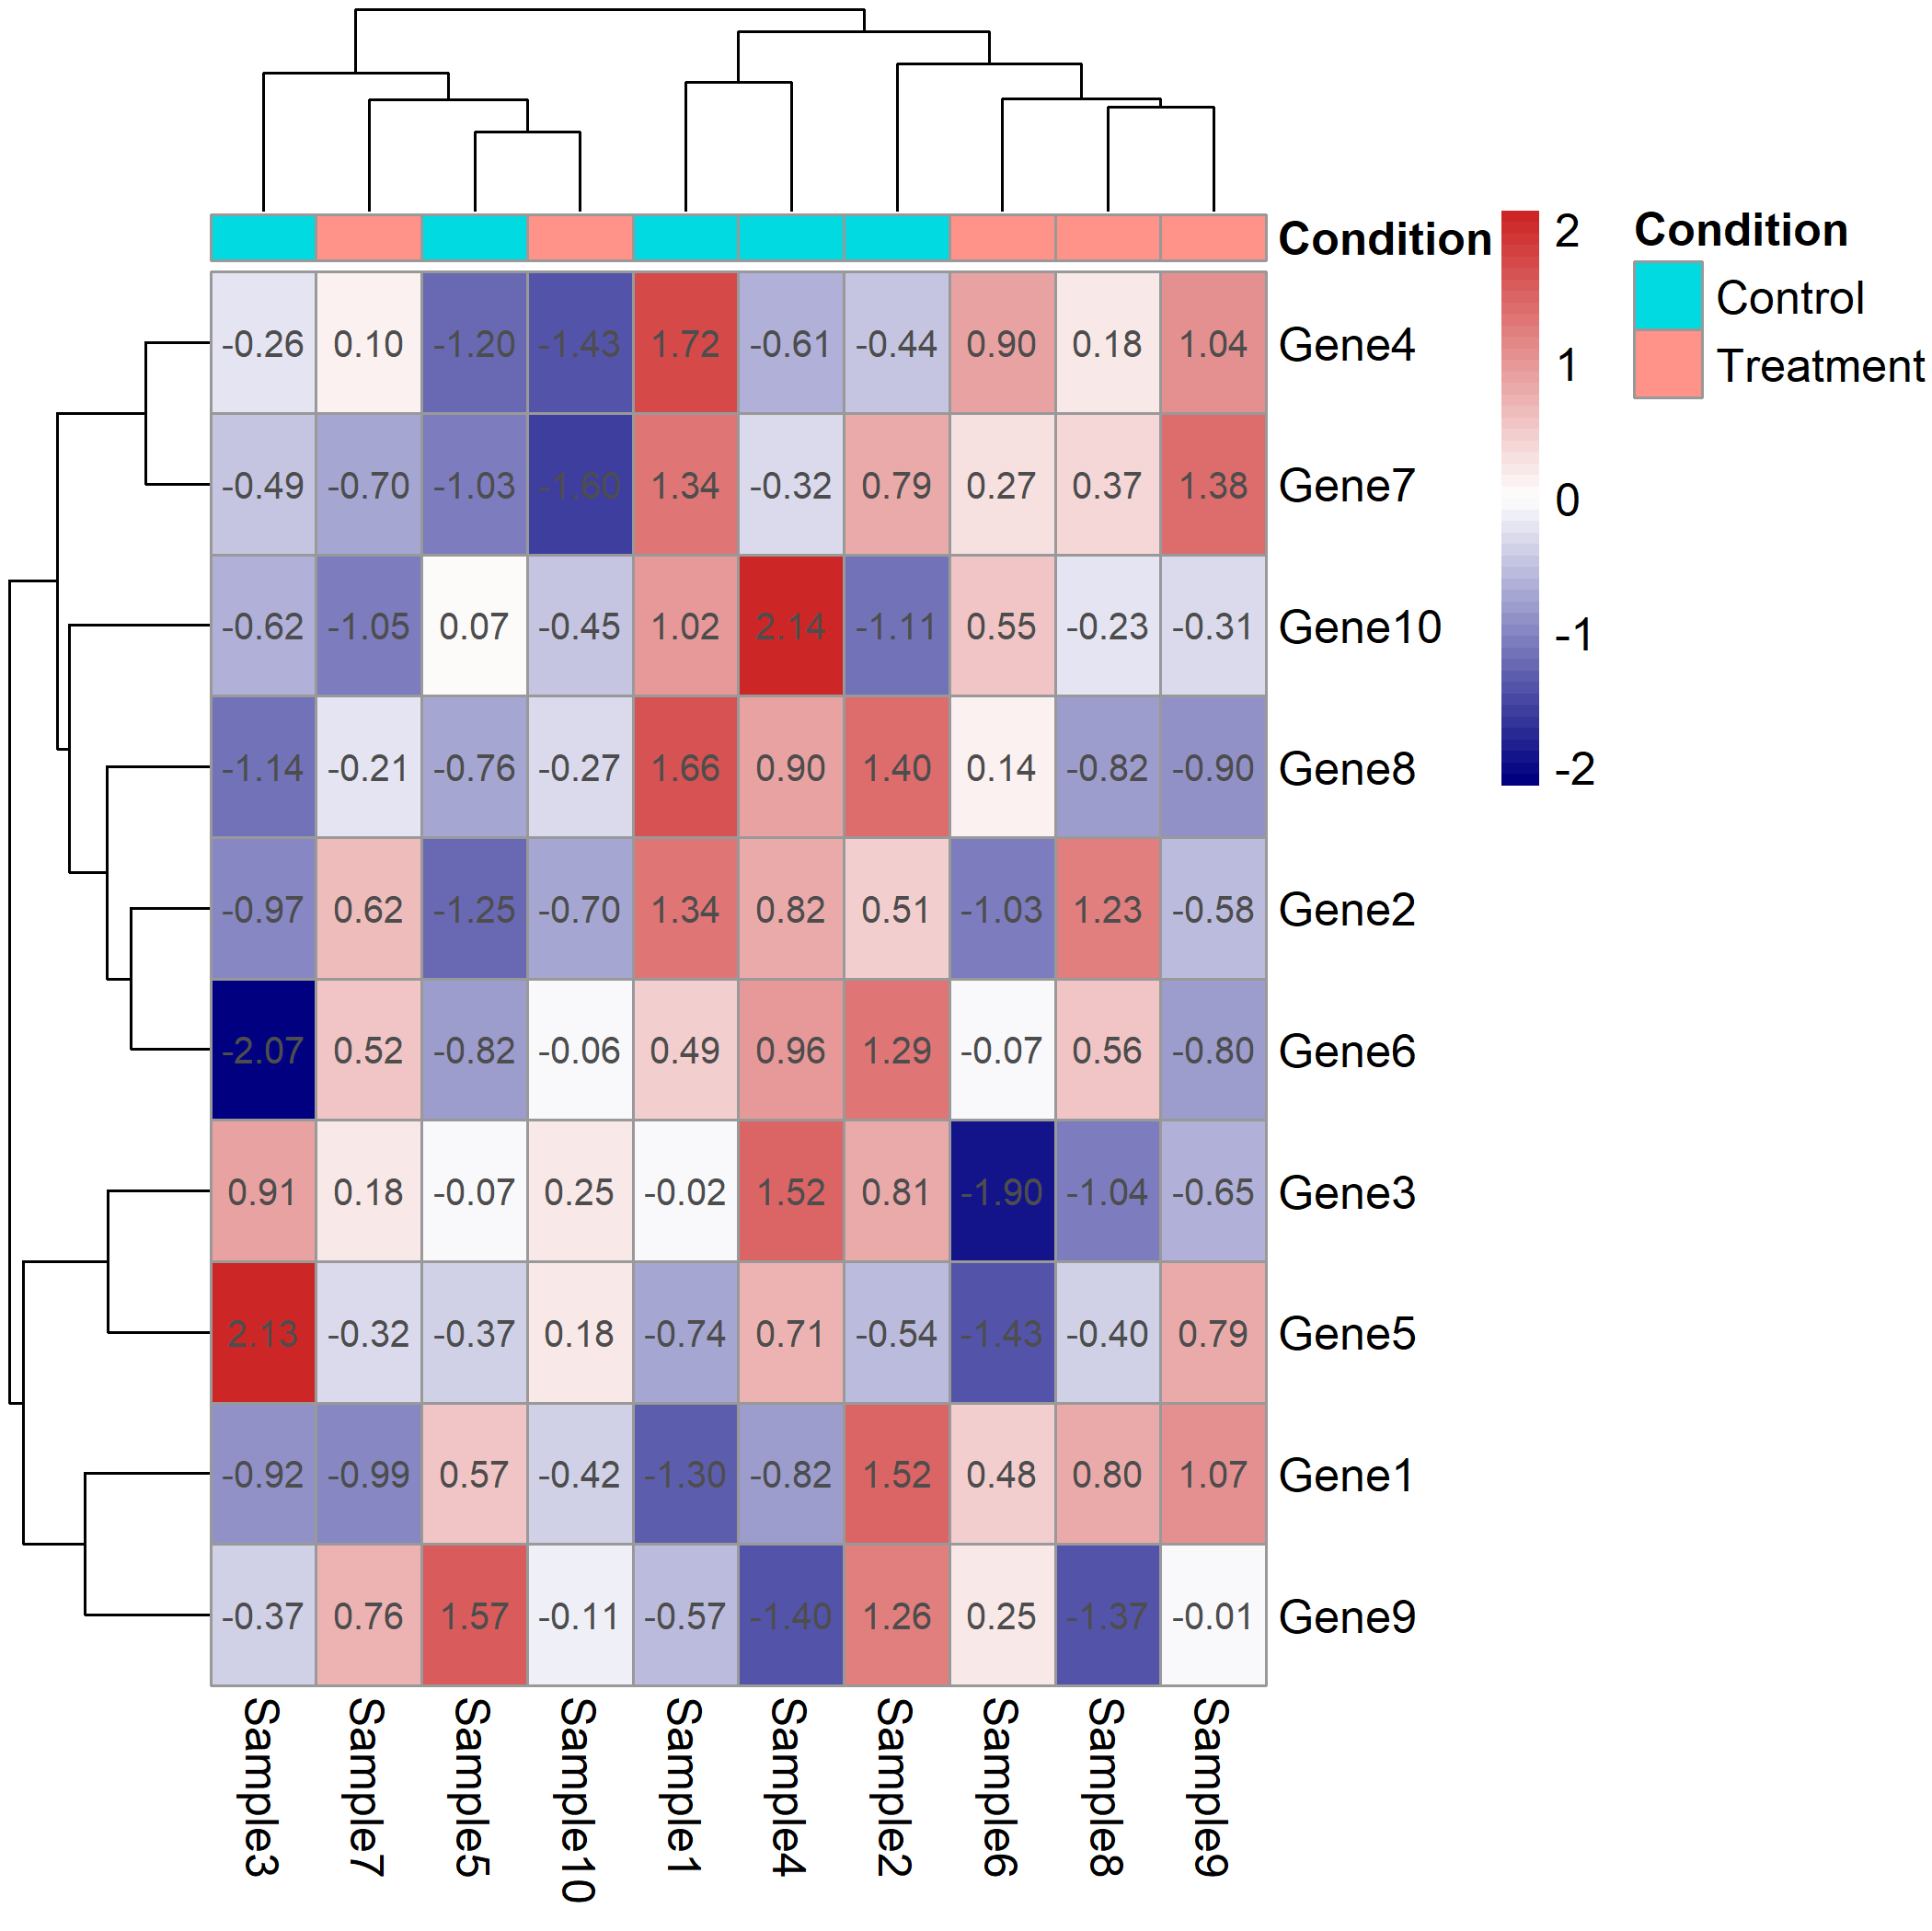 Condition
2
1
0
-1
-2
Condition
Control
Treatment
-0.26 0.10 -1.20 -1.43 1.72 -0.61 -0.44 0.90 0.18 1.04 Gene4
-0.49 -0.70 -1.03 -1.60 1.34 -0.32 0.79 0.27 0.37 1.38 Gene7
-0.62 -1.05 0.07 -0.45 1.02 2.14 -1.11 0.55 -0.23 -0.31 Gene10
-1.14 -0.21 -0.76 -0.27 1.66 0.90 1.40 0.14 -0.82 -0.90 Gene8
-0.97 0.62 -1.25 -0.70 1.34 0.82 0.51 -1.03 1.23 -0.58 Gene2
-2.07 0.52 -0.82 -0.06 0.49 0.96 1.29 -0.07 0.56 -0.80 Gene6
0.91 0.18 -0.07 0.25 -0.02 1.52 0.81 -1.90 -1.04 -0.65 Gene3
2.13 -0.32 -0.37 0.18 -0.74 0.71 -0.54 -1.43 -0.40 0.79 Gene5
-0.92 -0.99 0.57 -0.42 -1.30 -0.82 1.52 0.48 0.80 1.07 Gene1
-0.37 0.76 1.57 -0.11 -0.57 -1.40 1.26 0.25 -1.37 -0.01 Gene9
Sample3
Sample7
Sample5
Sample10
Sample1
Sample4
Sample2
Sample6
Sample8
Sample9